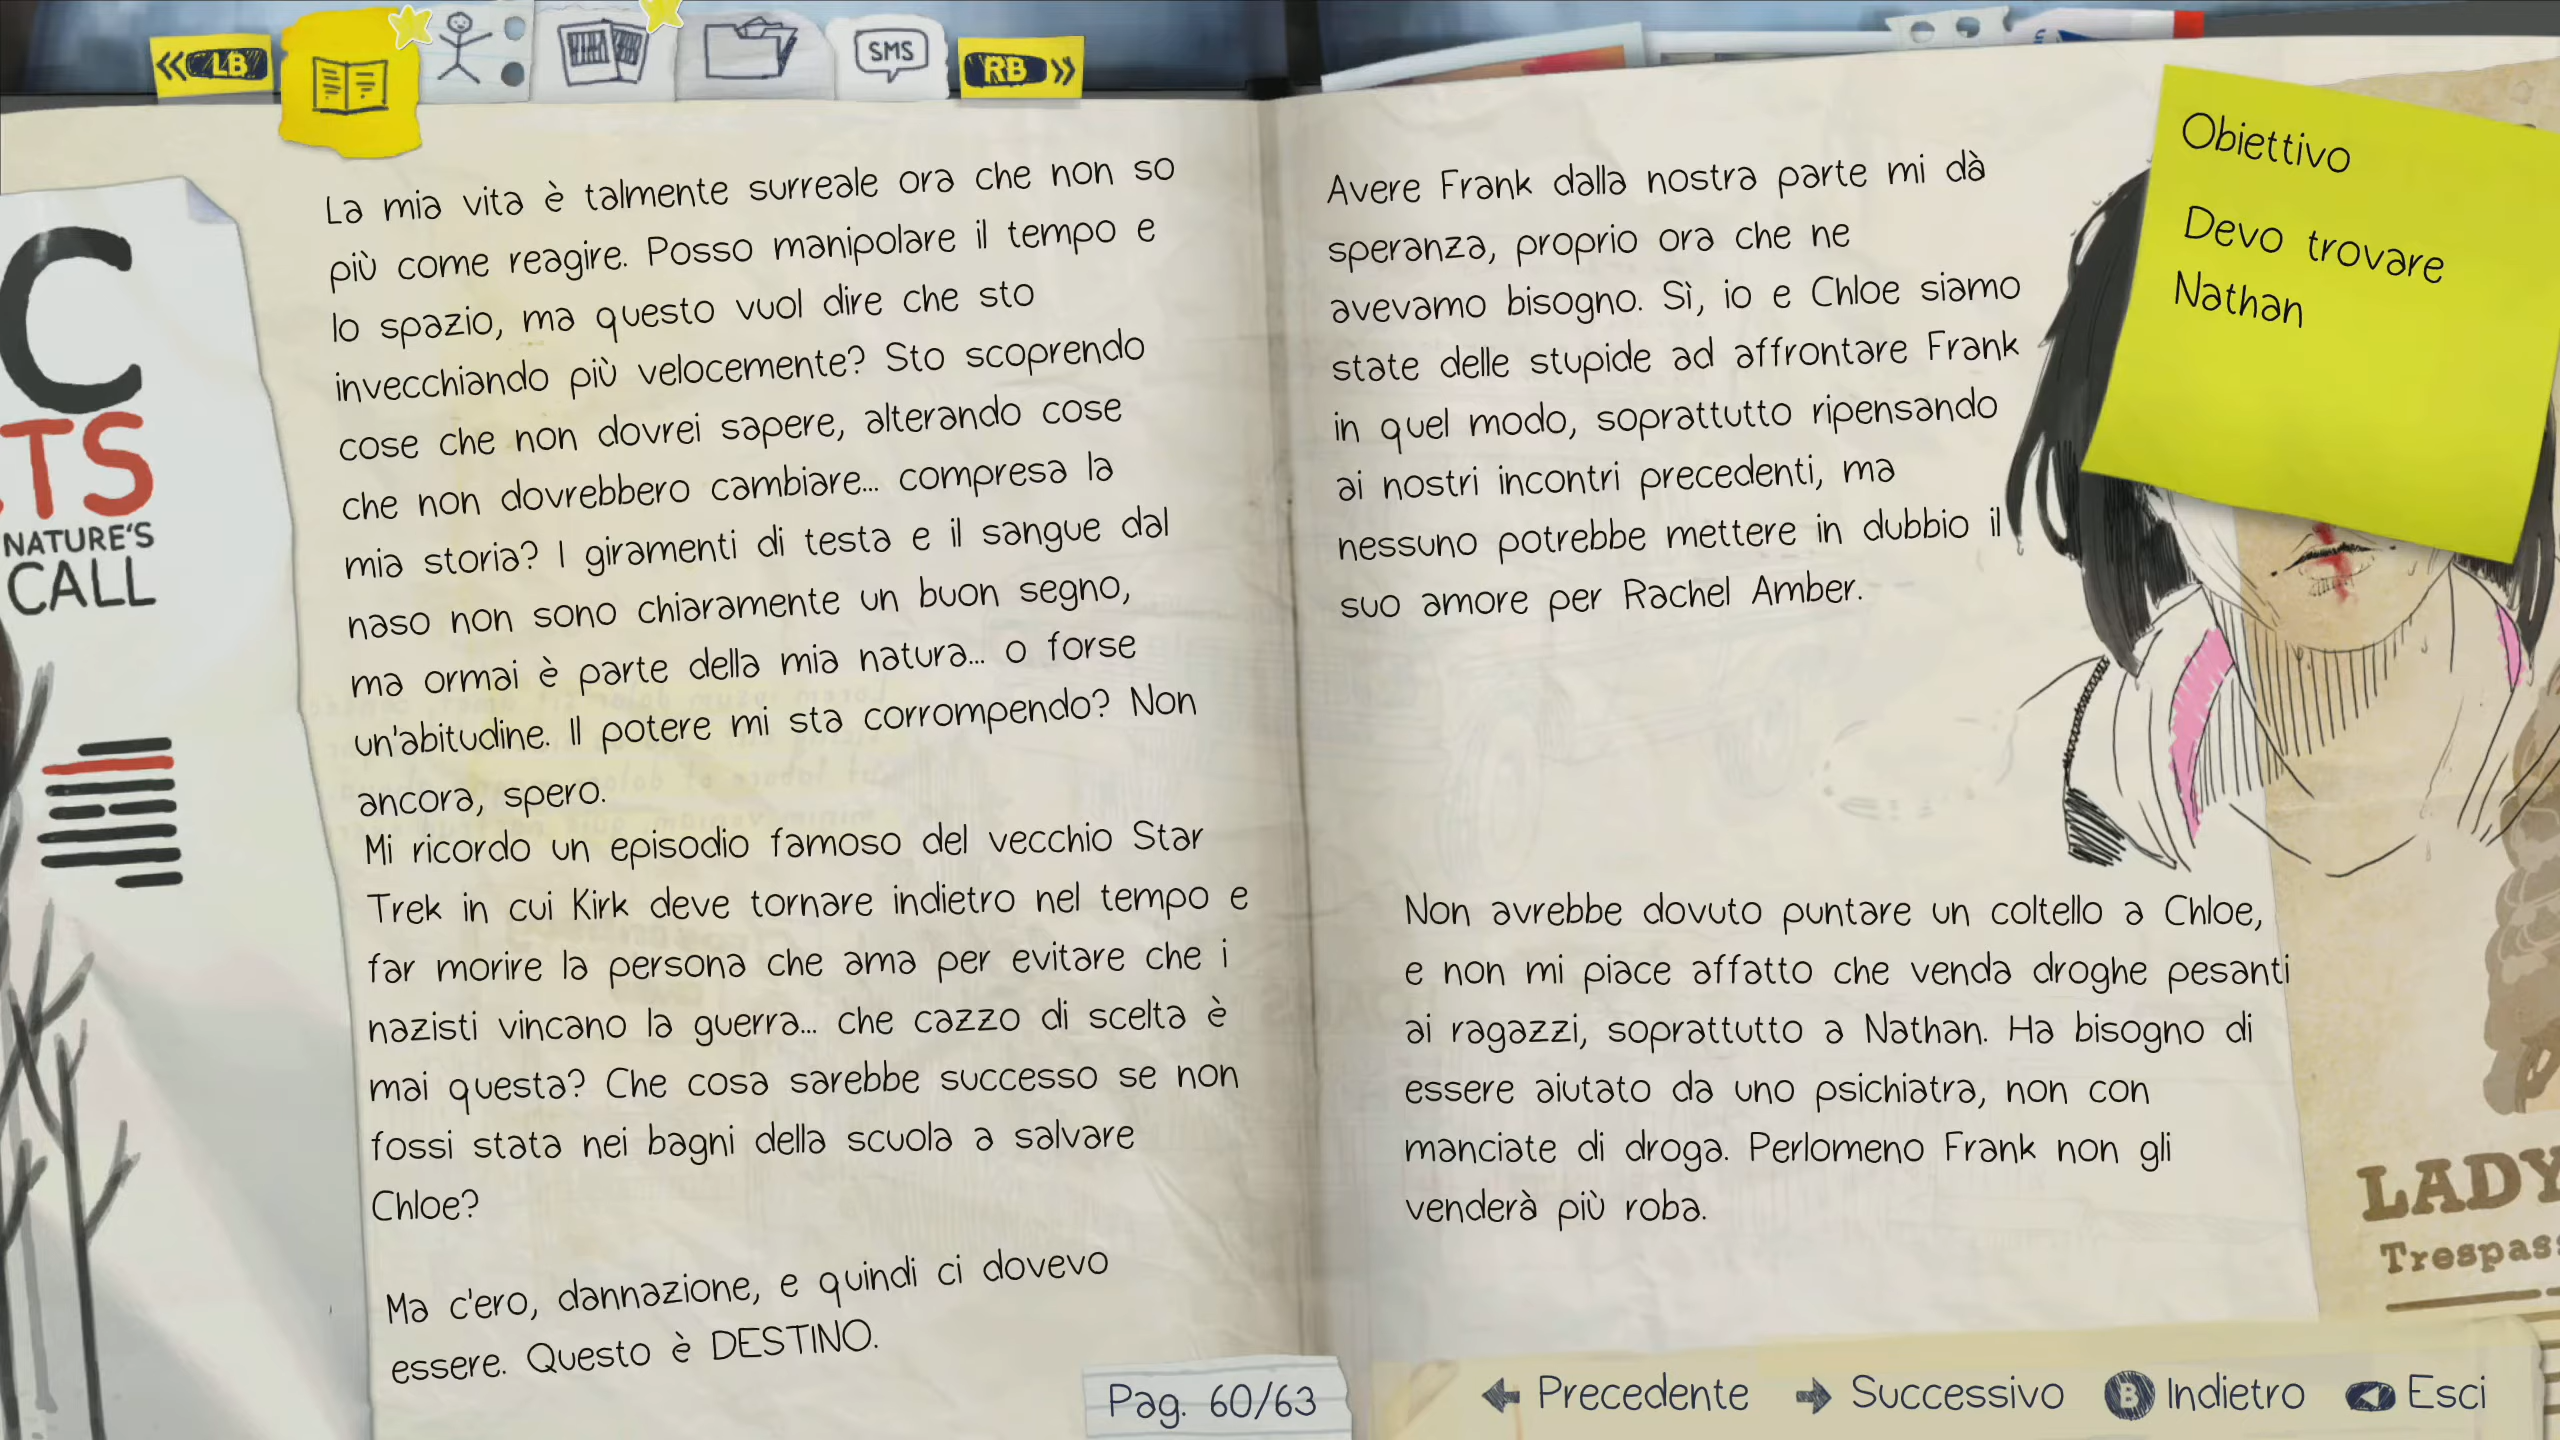 LB
SMS
RB
C
TS
NATURE'S
CALL
La mia vita è talmente surreale ora che non so
più come reagire. Posso manipolare il tempo e
lo spazio, ma questo vuol dire che sto
invecchiando più velocemente? Sto scoprendo
cose che non dovrei sapere, alterando cose
che non dovrebbero cambiare... compresa la
mia storia? I giramenti di testa e il sangue dal
naso non sono chiaramente un buon segno,
ma ormai è parte della mia natura... o forse
un'abitudine. Il potere mi sta corrompendo? Non
ancora, spero.
Mi ricordo un episodio famoso del vecchio Star
Trek in cui Kirk deve tornare indietro nel tempo e
far morire la persona che ama per evitare che i
nazisti vincano la guerra... che cazzo di scelta è
mai questa? Che cosa sarebbe successo se non
fossi stata nei bagni della scuola a salvare
Chloe?
Ma c'ero, dannazione, e quindi ci dovevo
essere. Questo è DESTINO.
Avere Frank dalla nostra parte mi dà
speranza, proprio ora che ne
avevamo bisogno. Sì, io e Chloe siamo
state delle stupide ad affrontare Frank
in quel modo, soprattutto ripensando
ai nostri incontri precedenti, ma
nessuno potrebbe mettere in dubbio il
suo amore per Rachel Amber.
Non avrebbe dovuto puntare un coltello a Chloe,
e non mi piace affatto che venda droghe pesanti
ai ragazzi, soprattutto a Nathan. Ha bisogno di
essere aiutato da uno psichiatra, non con
manciate di droga. Perlomeno Frank non gli
venderà più roba.
Obiettivo
Devo trovare
Nathan
LADY
Trespass
Pag. 60/63
Precedente
Successivo
B Indietro
Esci